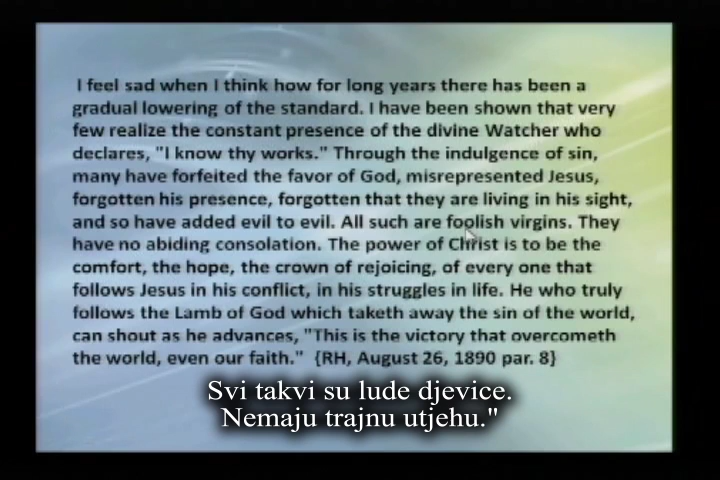 I feel sad when I think how for long years there has been a
gradual lowering of the standard. I have been shown that very
few realize the constant presence of the divine Watcher who
declares, "I know thy works." Through the indulgence of sin,
many have forfeited the favor of God, misrepresented Jesus,
forgotten his presence, forgotten that they are living in his sight,
and so have added evil to evil. All such are foolish virgins. They
have no abiding consolation. The power of Christ is to be the
comfort, the hope, the crown of rejoicing, of every one that
follows Jesus in his conflict, in his struggles in life. He who truly
follows the Lamb of God which taketh away the sin of the world,
can shout as he advances, "This is the victory that overcometh
the world, even our faith." {RH, August 26, 1890 par. 8}
Svi takvi su lude djevice.
Nemaju trajnu utjehu."